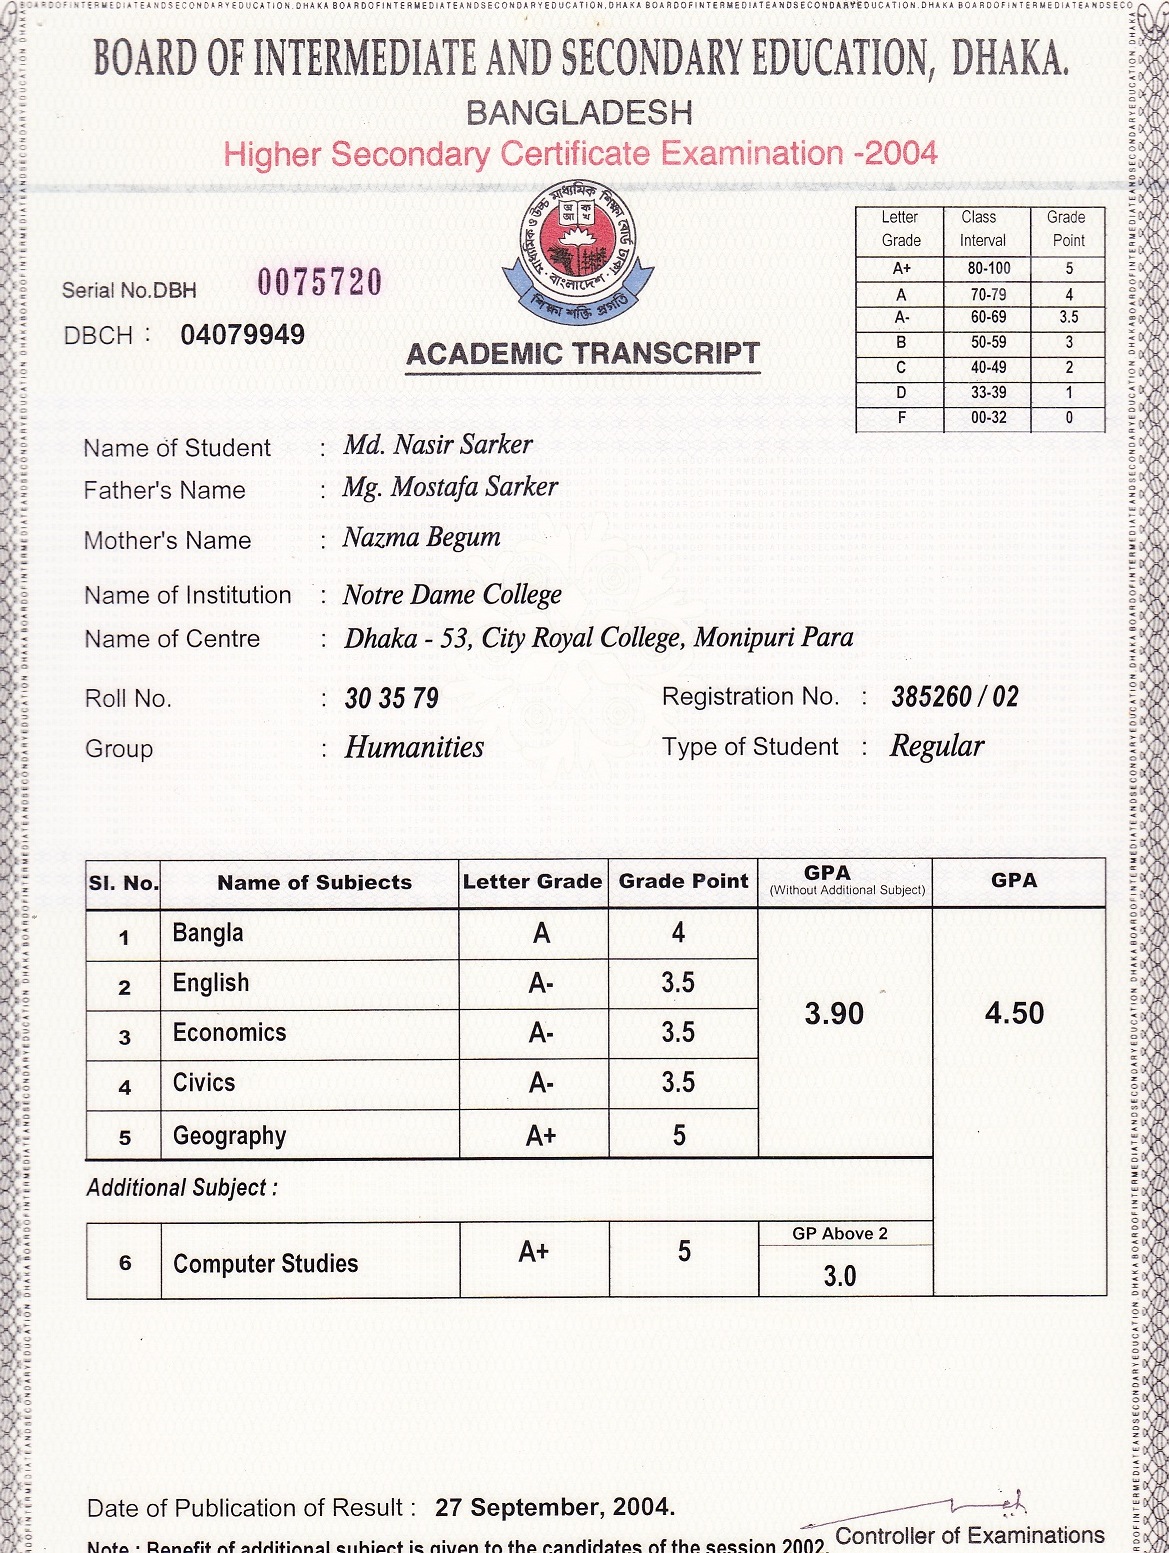 BOARDOFINTERMEDIATEANDSECONDARYEDUCATION.DHAKA BOARDOFINTERMEDIATEANDSECONDARYEDUCATION.DHAKA BOARDOFINTERMEDIATEANDSECONDARYEDUCATION.DHAKA BOARDOFINTERMEDIATEANDSECO
BOARD OF INTERMEDIATE AND SECONDARY EDUCATION, DHAKA.
BANGLADESH
Higher Secondary Certificate Examination -2004
মাধ্যমিক ও উচ্চ মাধ্যমিক শিক্ষা বোর্ড ঢাকা
অ ক
আ খ
বাংলাদেশ
শিক্ষা শক্তি প্রগতি
Serial No.DBH 0075720
DBCH : 04079949
ACADEMIC TRANSCRIPT
Letter Grade Class Interval Grade Point
A+ 80-100 5
A 70-79 4
A- 60-69 3.5
B 50-59 3
C 40-49 2
D 33-39 1
F 00-32 0
Name of Student : Md. Nasir Sarker
Father's Name : Mg. Mostafa Sarker
Mother's Name : Nazma Begum
Name of Institution : Notre Dame College
Name of Centre : Dhaka - 53, City Royal College, Monipuri Para
Roll No. : 30 35 79 Registration No. : 385260 / 02
Group : Humanities Type of Student : Regular
Sl. No. Name of Subjects Letter Grade Grade Point GPA (Without Additional Subject) GPA
1 Bangla A 4
2 English A- 3.5 3.90 4.50
3 Economics A- 3.5
4 Civics A- 3.5
5 Geography A+ 5
Additional Subject :
6 Computer Studies A+ 5 GP Above 2 3.0
Date of Publication of Result : 27 September, 2004.
Controller of Examinations
Note : Benefit of additional subject is given to the candidates of the session 2002.